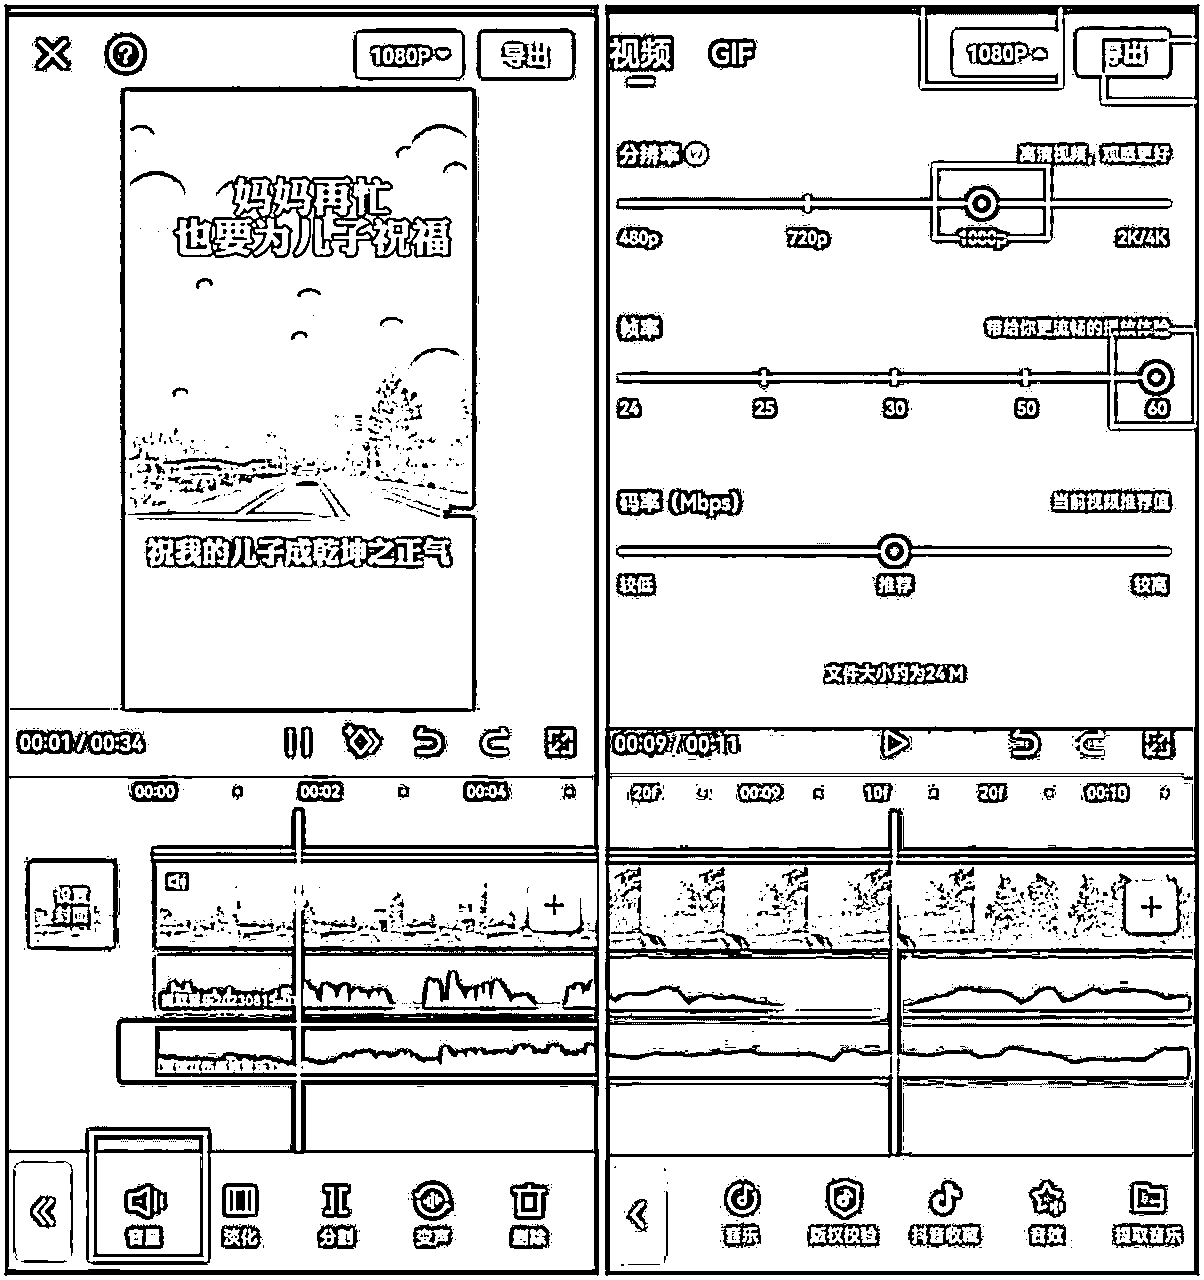 1080P
导出
妈妈再忙
也要为儿子祝福
祝我的儿子成乾坤之正气
00:01/00:34
00:00
00:02
00:04
设置
封面
音量
淡化
分割
变声
删除
视频 GIF
1080P
导出
分辨率
高清视频，观感更好
480p 720p 1080p 2K/4K
帧率
带给你更流畅的播放体验
24 25 30 50 60
码率 (Mbps)
当前视频推荐值
较低 推荐 较高
文件大小约为24M
00:09/00:11
20f 00:09 10f 20f 00:10
音乐
版权校验
抖音收藏
音效
提取音乐